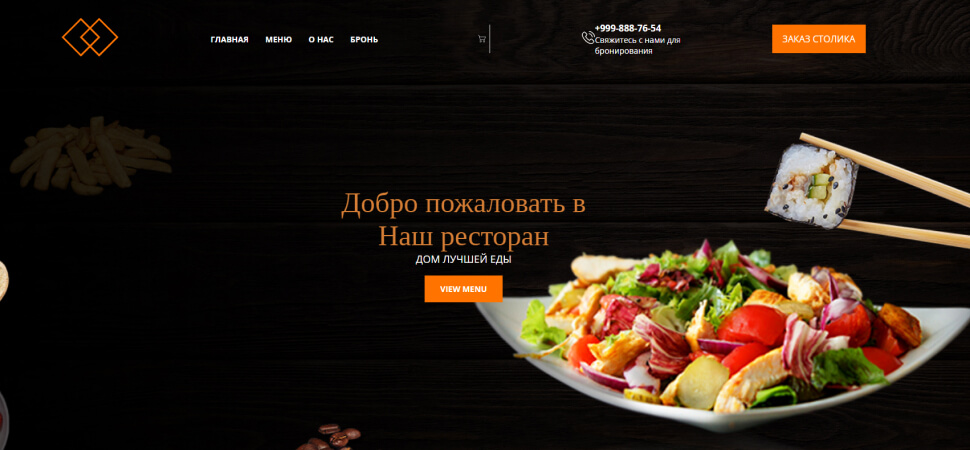 ГЛАВНАЯ МЕНЮ О НАС БРОНЬ
+999-888-76-54
Свяжитесь с нами для
бронирования
ЗАКАЗ СТОЛИКА
Добро пожаловать в
Наш ресторан
ДОМ ЛУЧШЕЙ ЕДЫ
VIEW MENU